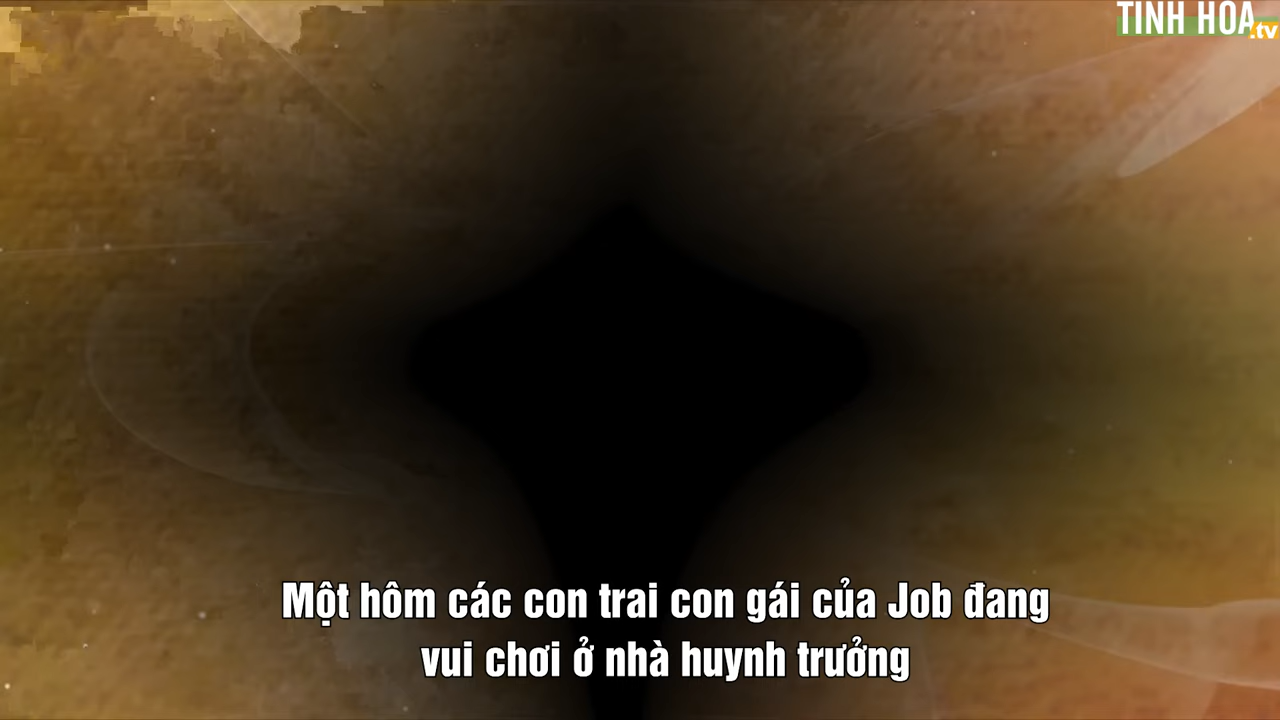 TINH HOA
.tv
Một hôm các con trai con gái của Job đang
vui chơi ở nhà huynh trưởng